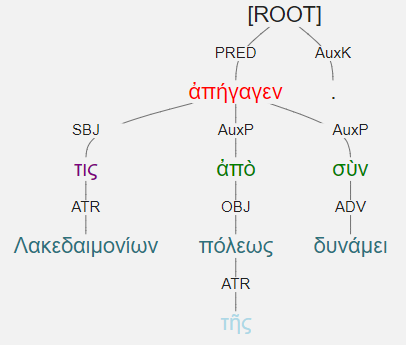 [ROOT]
PRED AuxK
ἀπήγαγεν .
SBJ AuxP AuxP
τις ἀπὸ σὺν
ATR OBJ ADV
Λακεδαιμονίων πόλεως δυνάμει
ATR
τῆς